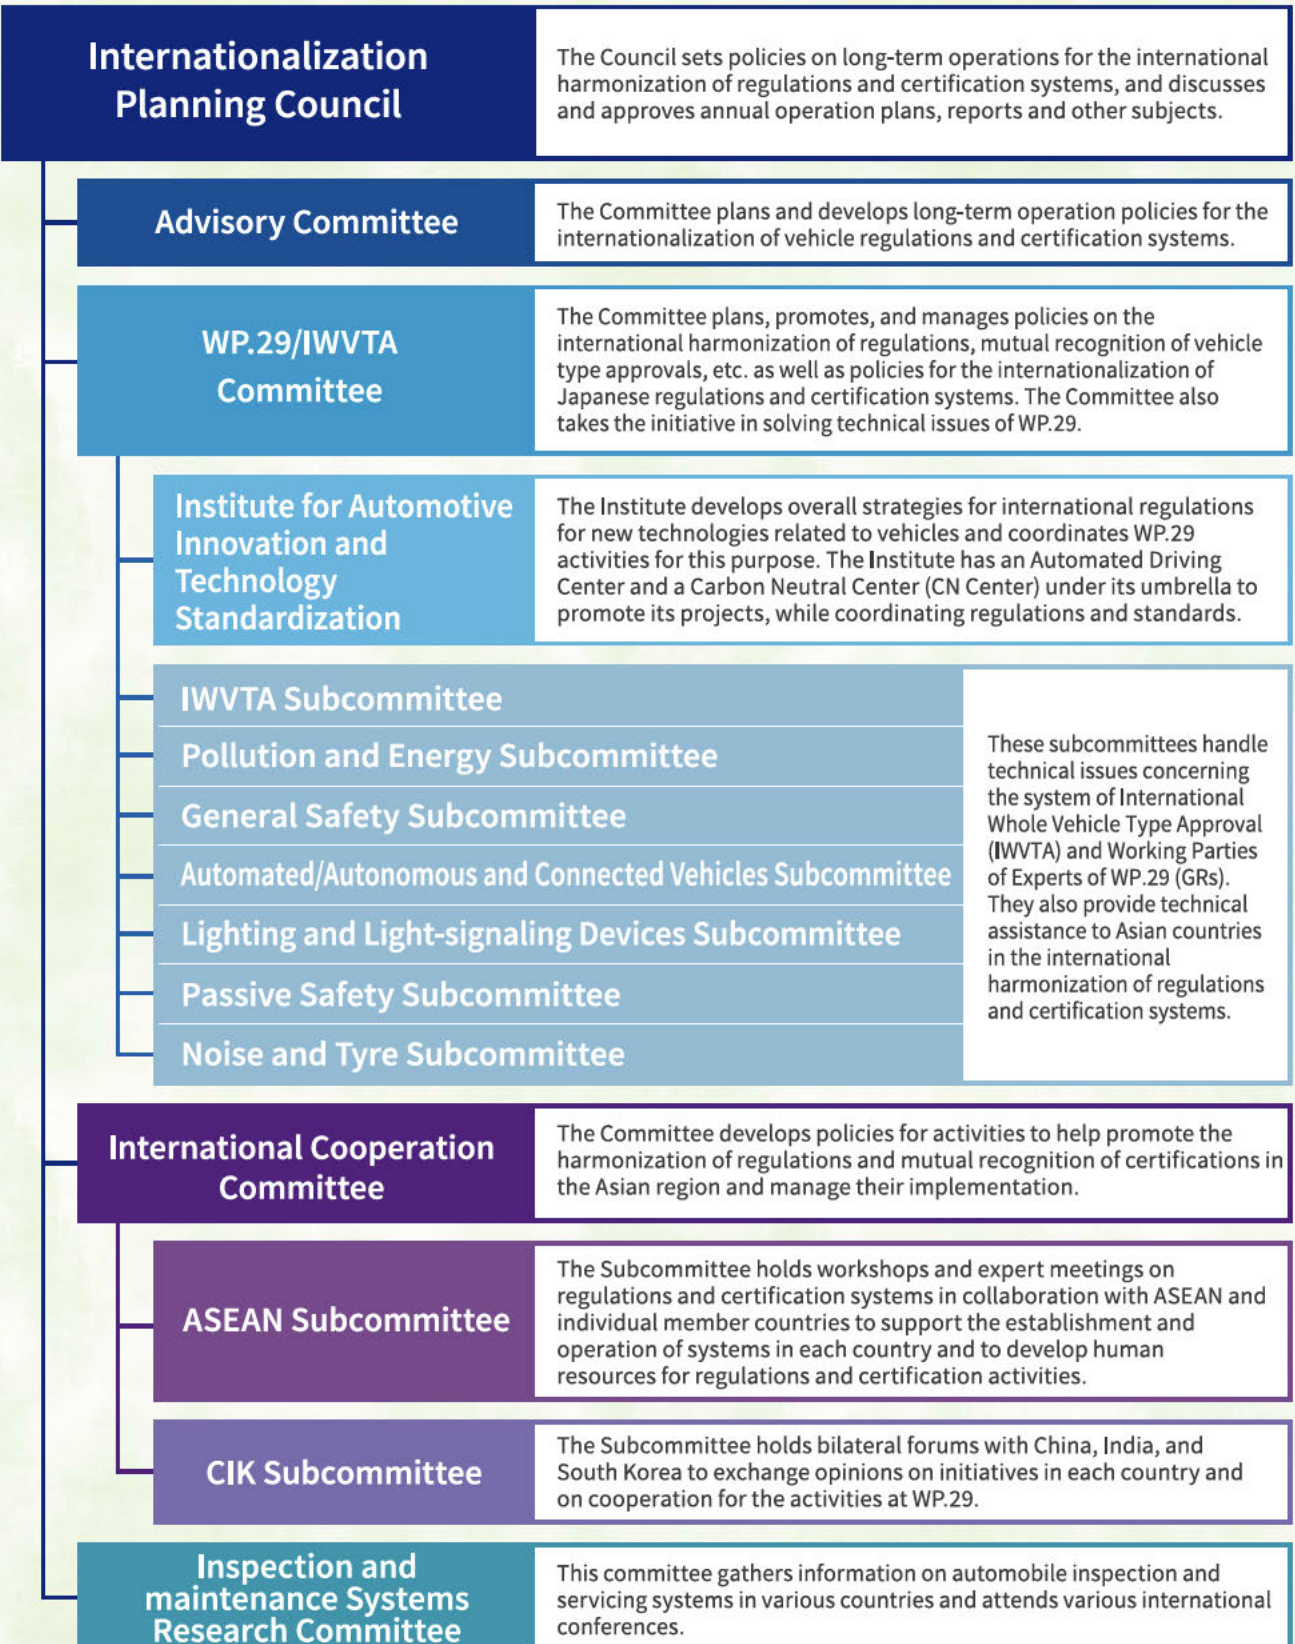 Internationalization
Planning Council
The Council sets policies on long-term operations for the international
harmonization of regulations and certification systems, and discusses
and approves annual operation plans, reports and other subjects.
Advisory Committee
The Committee plans and develops long-term operation policies for the
internationalization of vehicle regulations and certification systems.
WP.29/IWVTA
Committee
The Committee plans, promotes, and manages policies on the
international harmonization of regulations, mutual recognition of vehicle
type approvals, etc. as well as policies for the internationalization of
Japanese regulations and certification systems. The Committee also
takes the initiative in solving technical issues of WP.29.
Institute for Automotive
Innovation and
Technology
Standardization
The Institute develops overall strategies for international regulations
for new technologies related to vehicles and coordinates WP.29
activities for this purpose. The Institute has an Automated Driving
Center and a Carbon Neutral Center (CN Center) under its umbrella to
promote its projects, while coordinating regulations and standards.
IWVTA Subcommittee
Pollution and Energy Subcommittee
General Safety Subcommittee
Automated/Autonomous and Connected Vehicles Subcommittee
Lighting and Light-signaling Devices Subcommittee
Passive Safety Subcommittee
Noise and Tyre Subcommittee
These subcommittees handle
technical issues concerning
the system of International
Whole Vehicle Type Approval
(IWVTA) and Working Parties
of Experts of WP.29 (GRs).
They also provide technical
assistance to Asian countries
in the international
harmonization of regulations
and certification systems.
International Cooperation
Committee
The Committee develops policies for activities to help promote the
harmonization of regulations and mutual recognition of certifications in
the Asian region and manage their implementation.
ASEAN Subcommittee
The Subcommittee holds workshops and expert meetings on
regulations and certification systems in collaboration with ASEAN and
individual member countries to support the establishment and
operation of systems in each country and to develop human
resources for regulations and certification activities.
CIK Subcommittee
The Subcommittee holds bilateral forums with China, India, and
South Korea to exchange opinions on initiatives in each country and
on cooperation for the activities at WP.29.
Inspection and
maintenance Systems
Research Committee
This committee gathers information on automobile inspection and
servicing systems in various countries and attends various international
conferences.